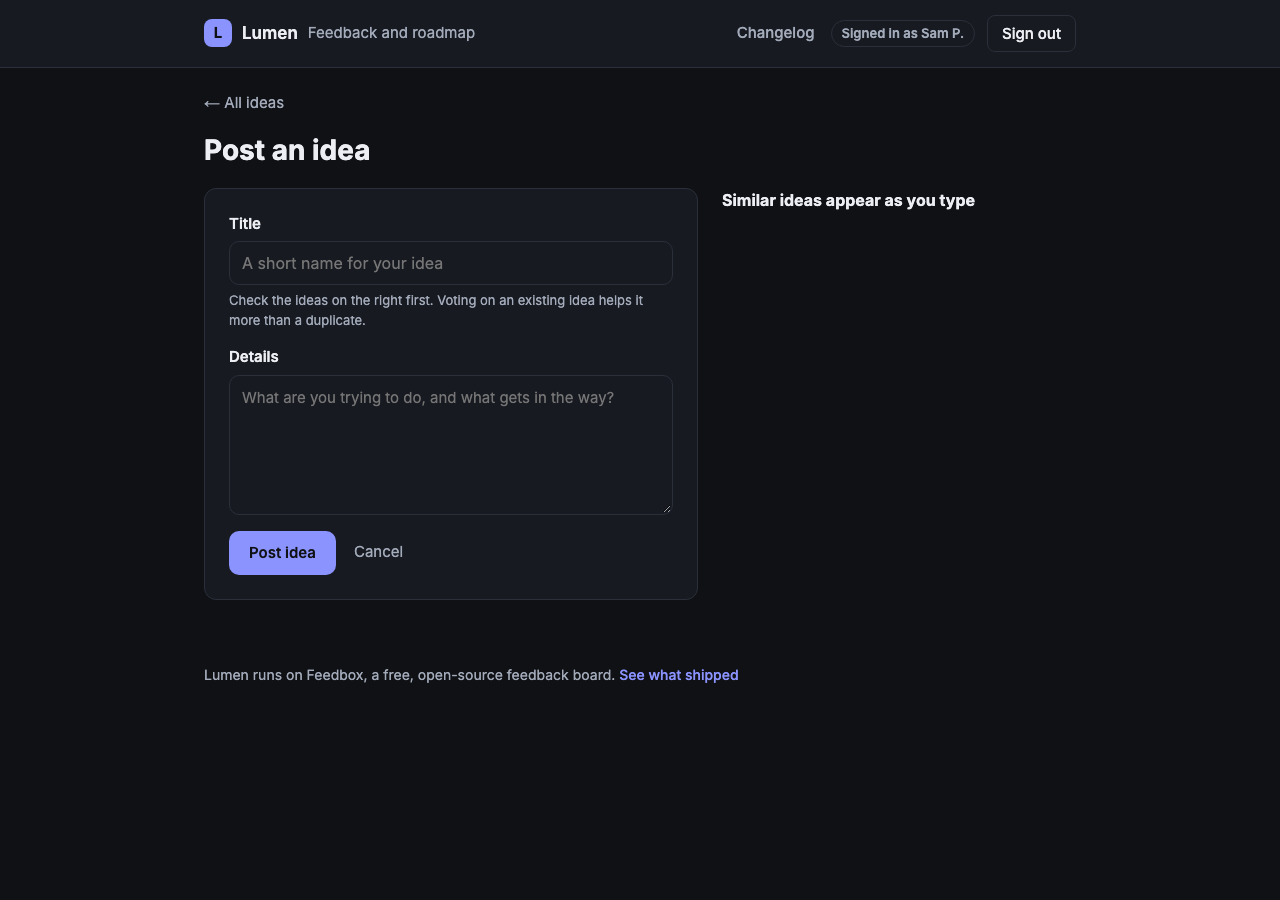 L Lumen Feedback and roadmap Changelog Signed in as Sam P. Sign out
← All ideas
Post an idea
Title
A short name for your idea
Check the ideas on the right first. Voting on an existing idea helps it
more than a duplicate.
Details
What are you trying to do, and what gets in the way?
Post idea Cancel
Similar ideas appear as you type
Lumen runs on Feedbox, a free, open-source feedback board. See what shipped